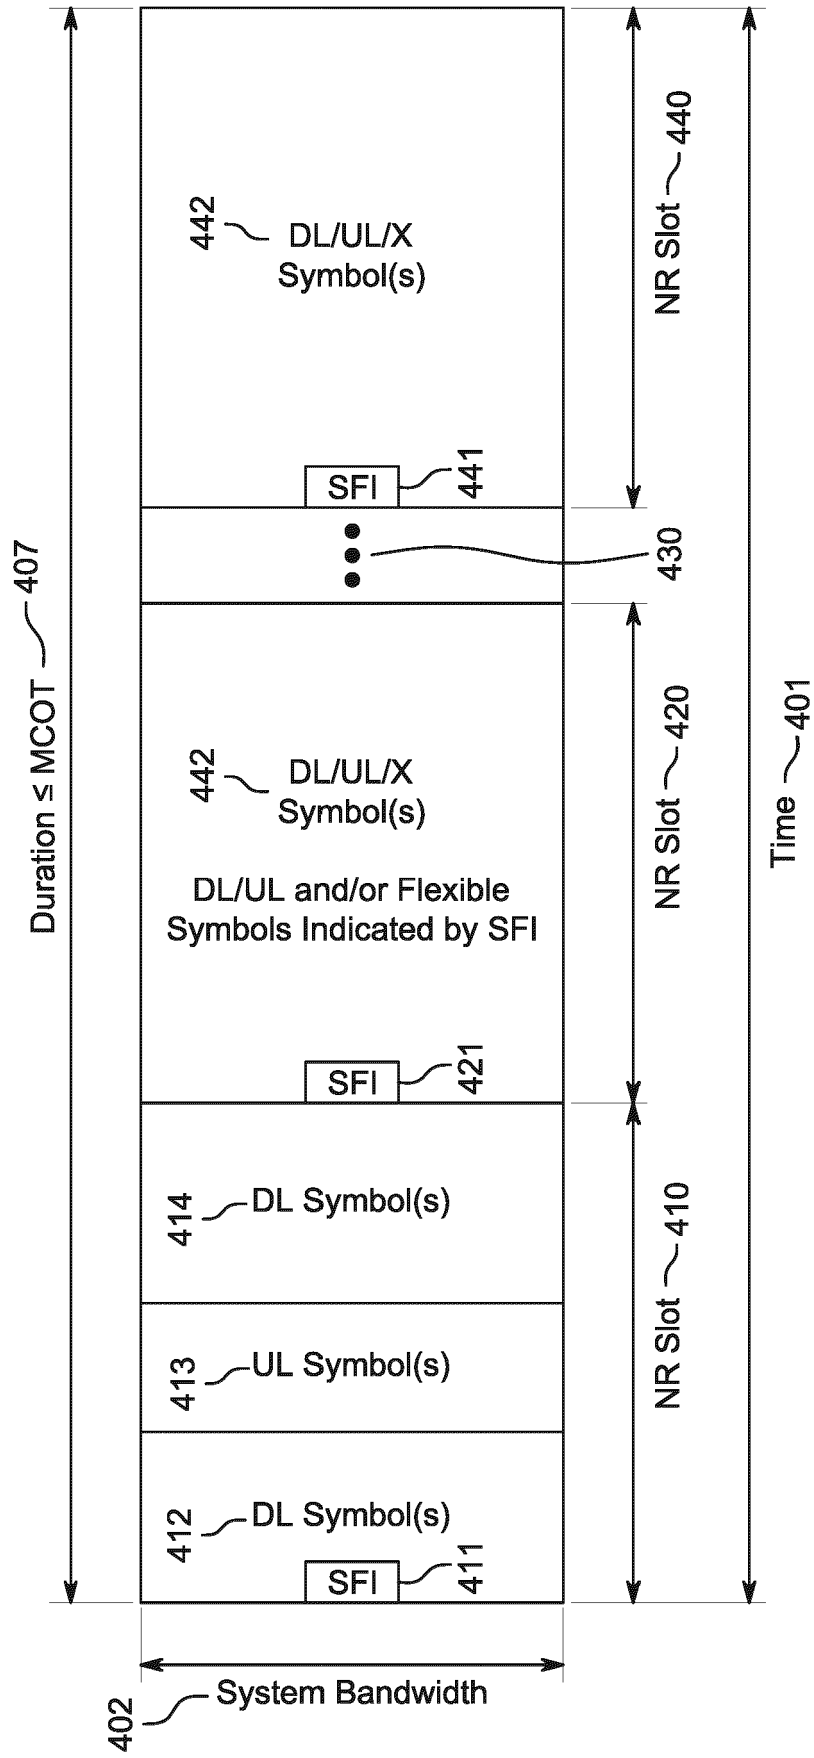 Duration ≤ MCOT 407
442
DL/UL/X
Symbol(s)
NR Slot 440
SFI
441
430
442
DL/UL/X
Symbol(s)
DL/UL and/or Flexible
Symbols Indicated by SFI
NR Slot 420
Time 401
SFI
421
414
DL Symbol(s)
NR Slot 410
413
UL Symbol(s)
412
DL Symbol(s)
SFI
411
System Bandwidth
402